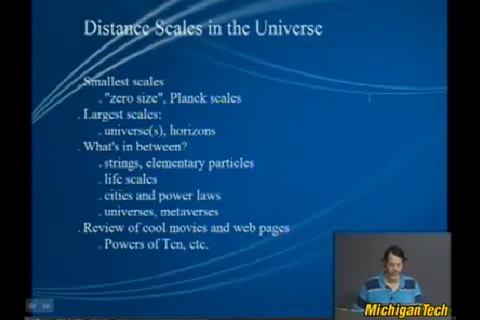 Distance Scales in the Universe
. Smallest scales
. "zero size", Planck scales
. Largest scales:
. universe(s), horizons
. What's in between?
. strings, elementary particles
. life scales
. cities and power laws
. universes, metaverses
. Review of cool movies and web pages
. Powers of Ten, etc.
MichiganTech